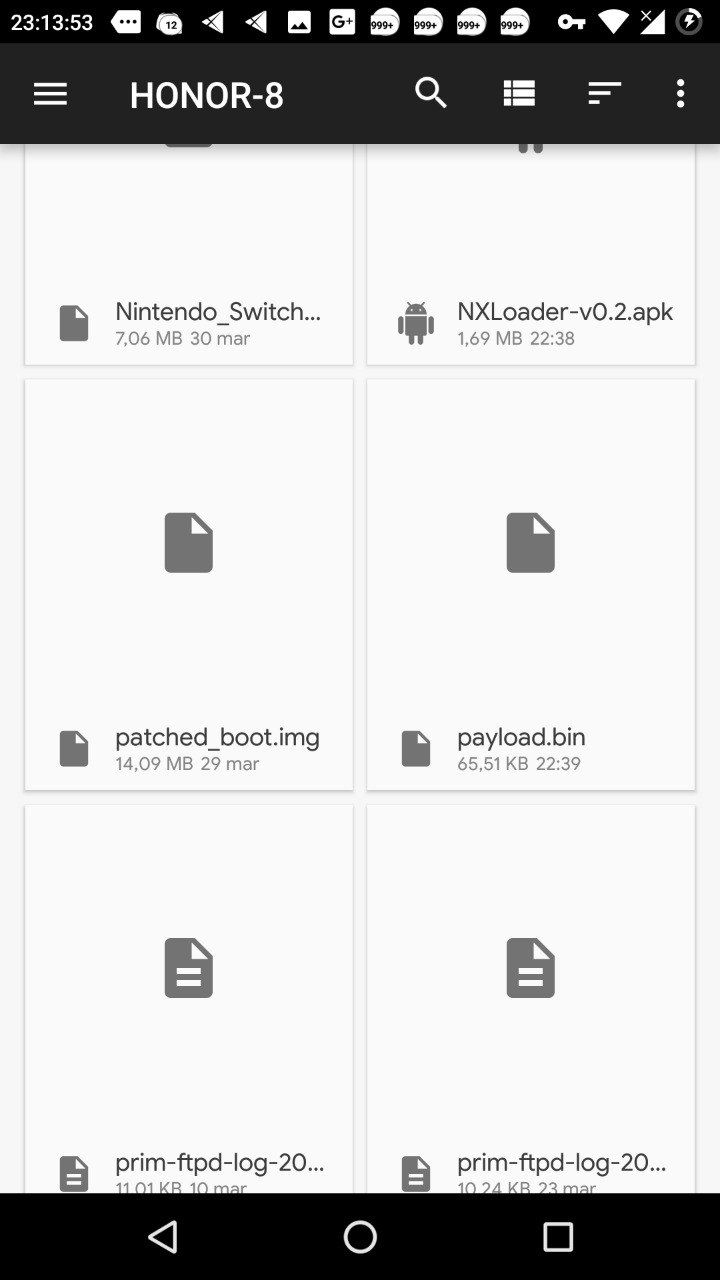 23:13:53 12 G+ 999+ 999+ 999+ 999+
HONOR-8
Nintendo_Switch...
7,06 MB 30 mar
NXLoader-v0.2.apk
1,69 MB 22:38
patched_boot.img
14,09 MB 29 mar
payload.bin
65,51 KB 22:39
prim-ftpd-log-20...
11,01 KB 10 mar
prim-ftpd-log-20...
10,24 KB 23 mar